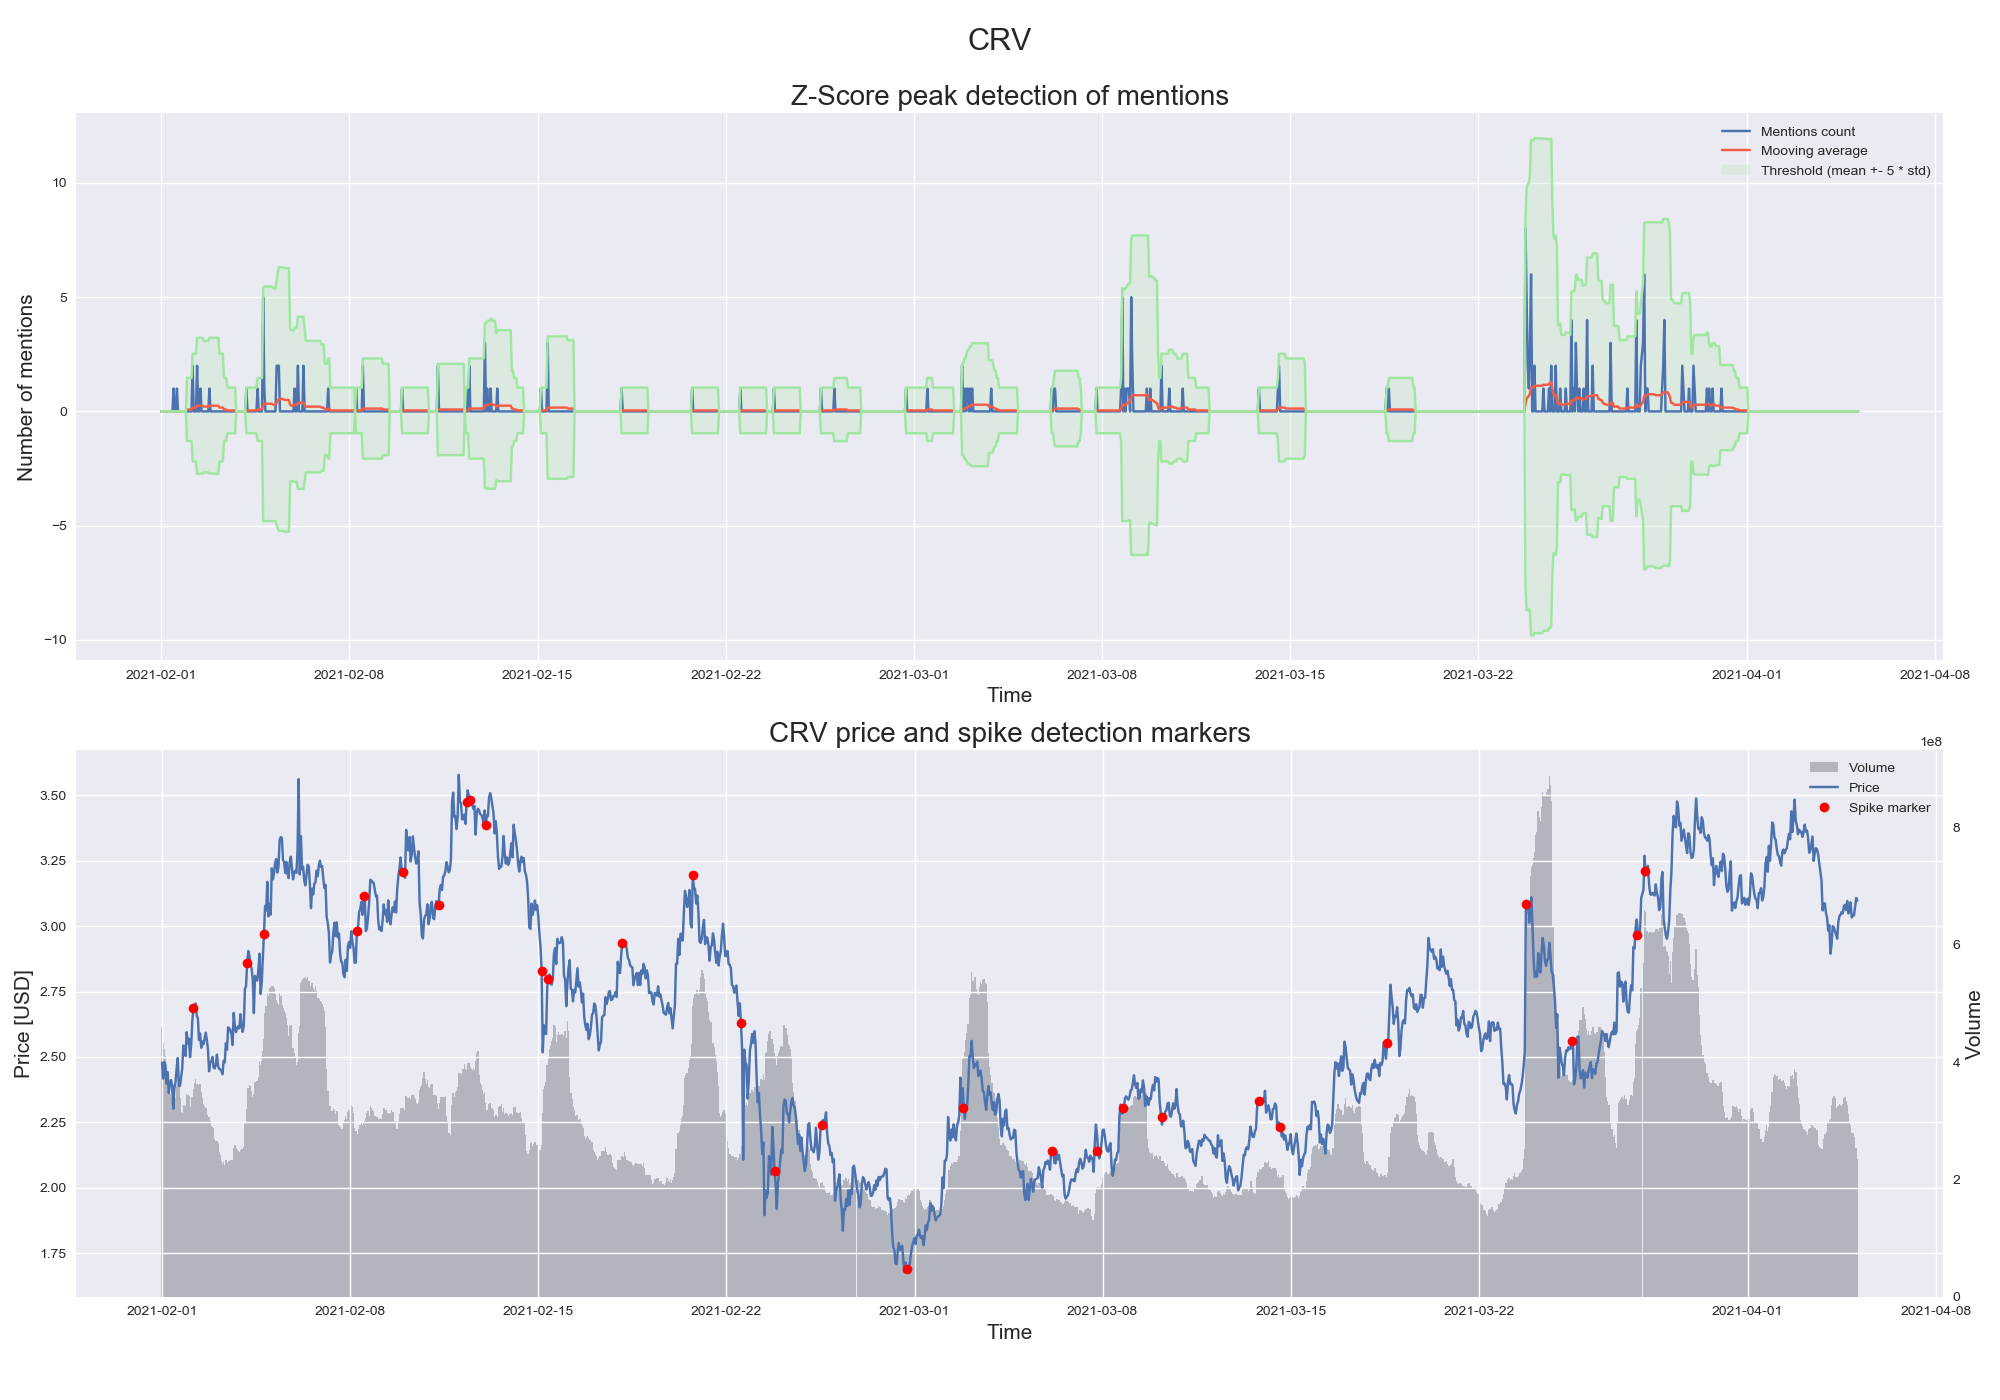 CRV
Z-Score peak detection of mentions
Mentions count
Mooving average
Threshold (mean +- 5 * std)
Number of mentions
10
5
0
−5
−10
2021-02-01 2021-02-08 2021-02-15 2021-02-22 2021-03-01 2021-03-08 2021-03-15 2021-03-22 2021-04-01 2021-04-08
Time
CRV price and spike detection markers
1e8
Volume
Price
Spike marker
Price [USD]
3.50
3.25
3.00
2.75
2.50
2.25
2.00
1.75
8
6
4
2
0
Volume
2021-02-01 2021-02-08 2021-02-15 2021-02-22 2021-03-01 2021-03-08 2021-03-15 2021-03-22 2021-04-01 2021-04-08
Time